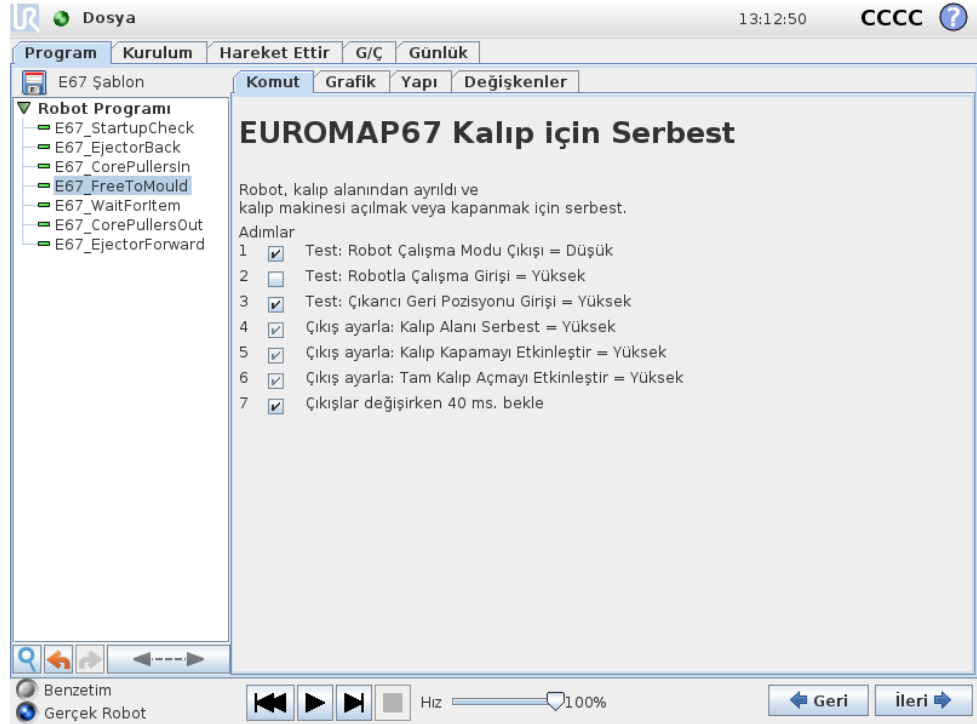 UR Dosya 13:12:50 CCCC ?
Program Kurulum Hareket Ettir G/Ç Günlük
E67 Şablon
Komut Grafik Yapı Değişkenler
Robot Programı
E67_StartupCheck
E67_EjectorBack
E67_CorePullersIn
E67_FreeToMould
E67_WaitForItem
E67_CorePullersOut
E67_EjectorForward
EUROMAP67 Kalıp için Serbest
Robot, kalıp alanından ayrıldı ve
kalıp makinesi açılmak veya kapanmak için serbest.
Adımlar
1 Test: Robot Çalışma Modu Çıkışı = Düşük
2 Test: Robotla Çalışma Girişi = Yüksek
3 Test: Çıkarıcı Geri Pozisyonu Girişi = Yüksek
4 Çıkış ayarla: Kalıp Alanı Serbest = Yüksek
5 Çıkış ayarla: Kalıp Kapamayı Etkinleştir = Yüksek
6 Çıkış ayarla: Tam Kalıp Açmayı Etkinleştir = Yüksek
7 Çıkışlar değişirken 40 ms. bekle
Benzetim
Gerçek Robot
Hız 100%
Geri İleri